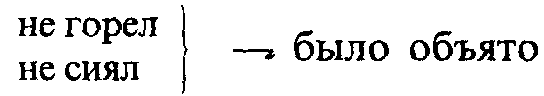 не горел
не сиял } → было объято